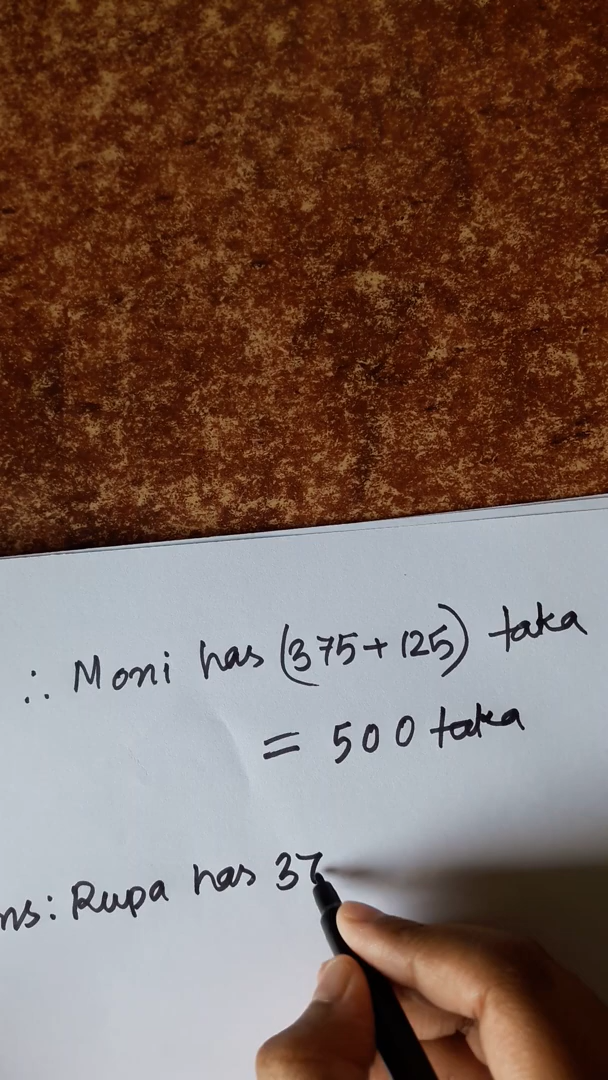 ∴ Moni has (375+125) taka
= 500 taka
ns: Rupa has 37